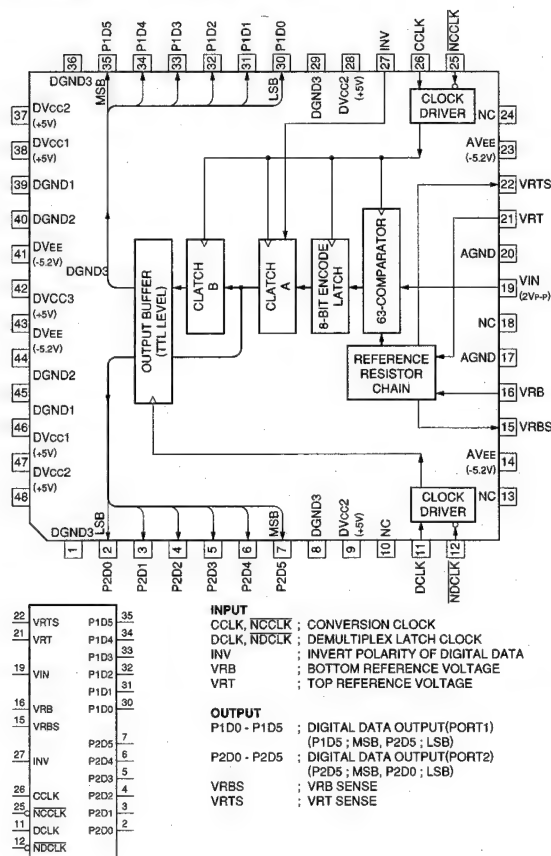 36 35 34 33 32 31 30 29 28 27 26 25
P1D5 P1D4 P1D3 P1D2 P1D1 P1D0 INV CCLK NCCLK
DGND3 MSB LSB DGND3 DVCC2 (+5V)
CLOCK DRIVER
37 DVCC2 (+5V)
38 DVCC1 (+5V)
39 DGND1
40 DGND2
41 DVEE (-5.2V)
DGND3
42 DVCC3 (+5V)
43 DVEE (-5.2V)
44 DGND2
45 DGND1
46 DVCC1 (+5V)
47 DVCC2 (+5V)
48
OUTPUT BUFFER (TTL LEVEL)
CLATCH B
CLATCH A
8-BIT ENCODE LATCH
63-COMPARATOR
REFERENCE RESISTOR CHAIN
NC 24
AVEE (-5.2V) 23
22 VRTS
21 VRT
AGND 20
19 VIN (2VP-P)
NC 18
AGND 17
16 VRB
15 VRBS
AVEE (-5.2V) 14
NC 13
CLOCK DRIVER
DGND3 LSB MSB DGND3 DVCC2 (+5V) NC
1 2 3 4 5 6 7 8 9 10 11 12
P2D0 P2D1 P2D2 P2D3 P2D4 P2D5 DCLK NDCLK
22 VRTS P1D5 35
21 VRT P1D4 34
P1D3 33
19 VIN P1D2 32
P1D1 31
16 VRB P1D0 30
15 VRBS
P2D5 7
27 INV P2D4 6
P2D3 5
26 CCLK P2D2 4
25 NCCLK P2D1 3
11 DCLK P2D0 2
12 NDCLK
INPUT
CCLK, NCCLK ; CONVERSION CLOCK
DCLK, NDCLK ; DEMULTIPLEX LATCH CLOCK
INV ; INVERT POLARITY OF DIGITAL DATA
VRB ; BOTTOM REFERENCE VOLTAGE
VRT ; TOP REFERENCE VOLTAGE
OUTPUT
P1D0 - P1D5 ; DIGITAL DATA OUTPUT(PORT1)
(P1D5 ; MSB, P2D5 ; LSB)
P2D0 - P2D5 ; DIGITAL DATA OUTPUT(PORT2)
(P2D5 ; MSB, P2D0 ; LSB)
VRBS ; VRB SENSE
VRTS ; VRT SENSE